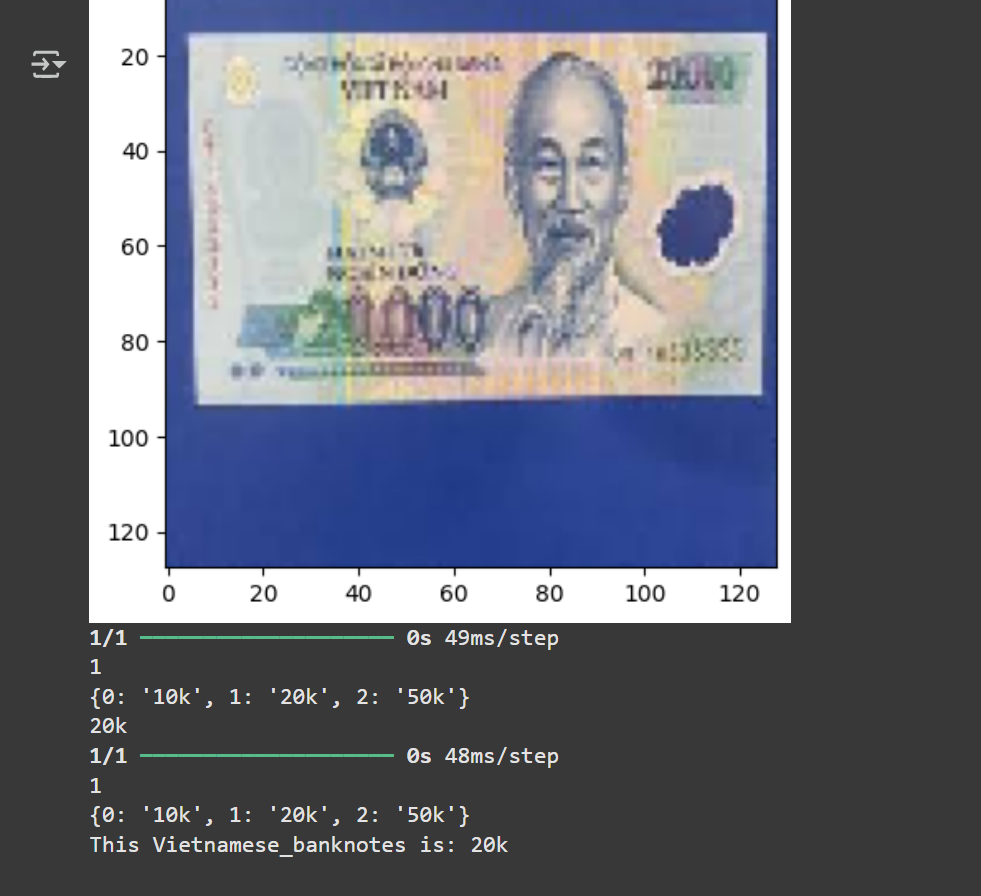 20
VIỆT NAM
40
60
80
100
120
0 20 40 60 80 100 120
1/1 ━━━━━━━━━━━━━━━━━━━━ 0s 49ms/step
1
{0: '10k', 1: '20k', 2: '50k'}
20k
1/1 ━━━━━━━━━━━━━━━━━━━━ 0s 48ms/step
1
{0: '10k', 1: '20k', 2: '50k'}
This Vietnamese_banknotes is: 20k